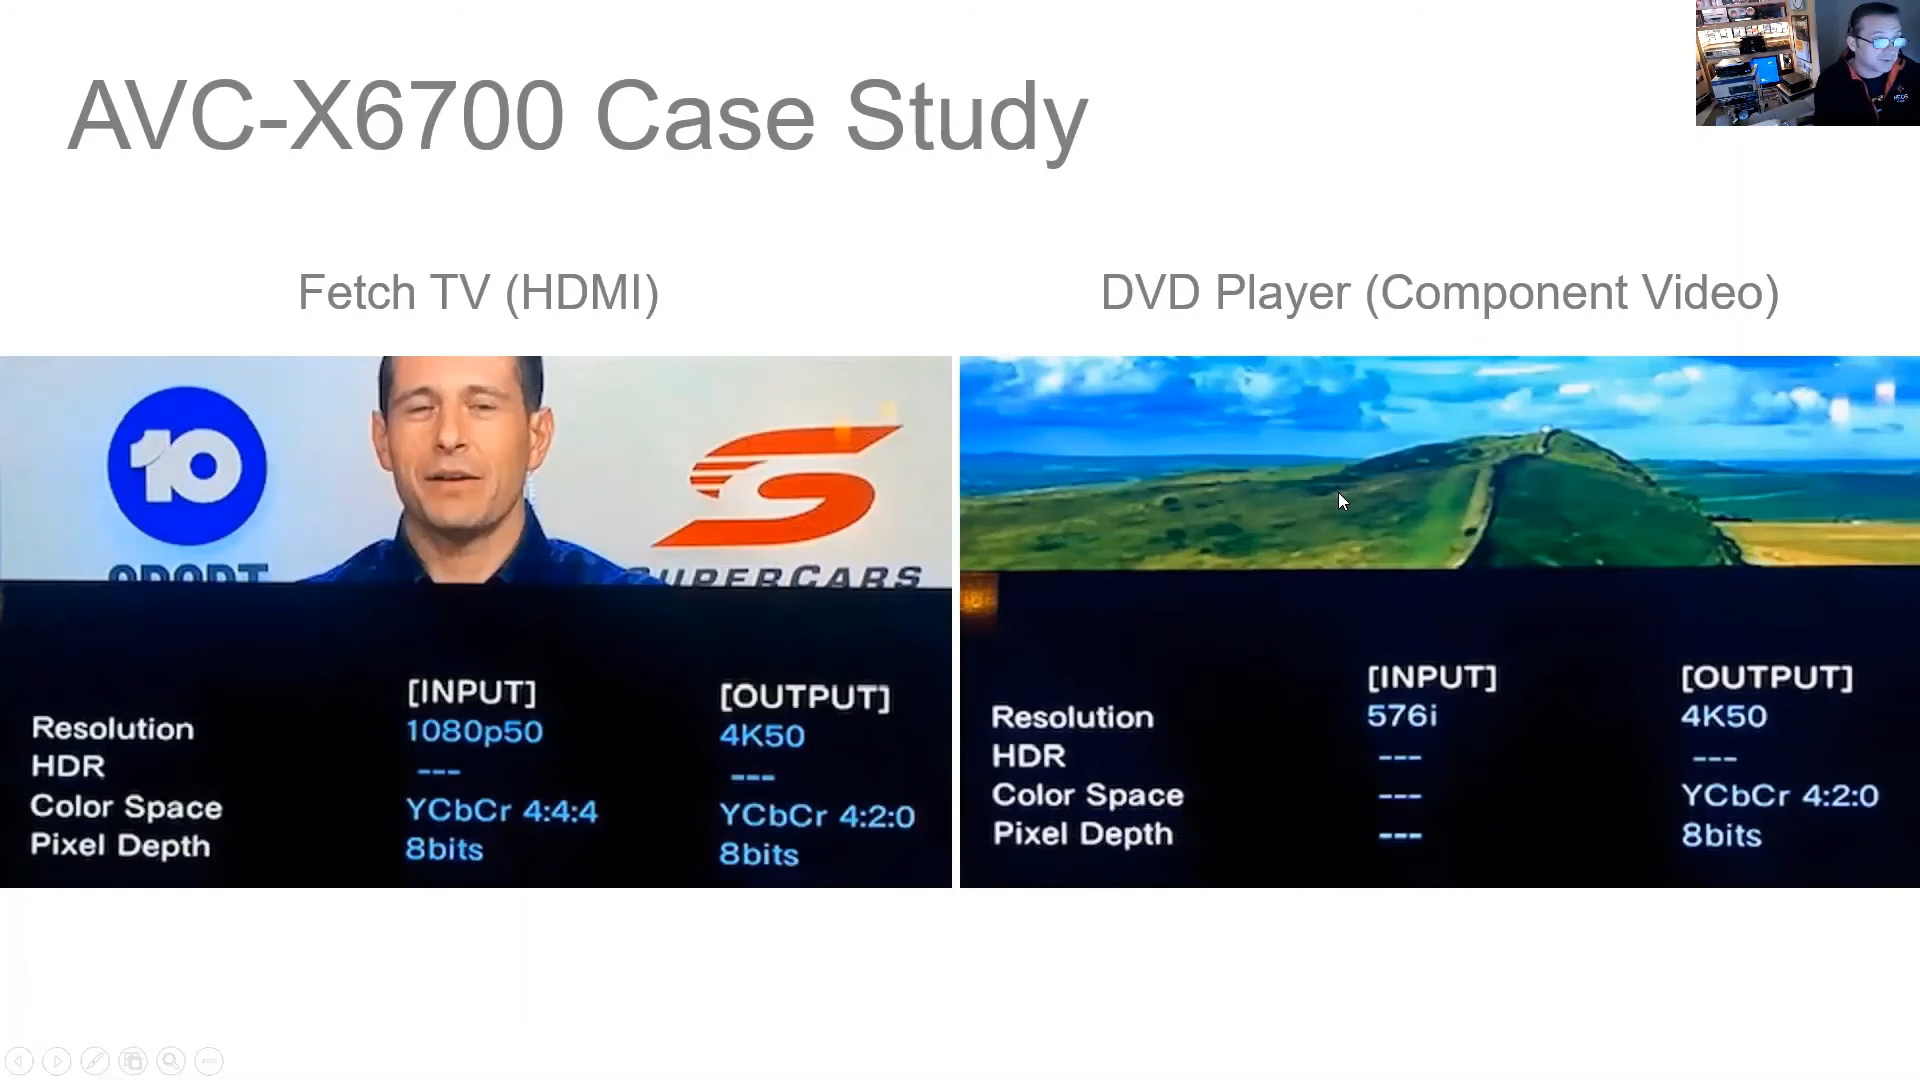 AVC-X6700 Case Study
Fetch TV (HDMI)
10
SPORT
SUPERCARS
[INPUT] [OUTPUT]
Resolution 1080p50 4K50
HDR --- ---
Color Space YCbCr 4:4:4 YCbCr 4:2:0
Pixel Depth 8bits 8bits
DVD Player (Component Video)
[INPUT] [OUTPUT]
Resolution 576i 4K50
HDR --- ---
Color Space --- YCbCr 4:2:0
Pixel Depth --- 8bits